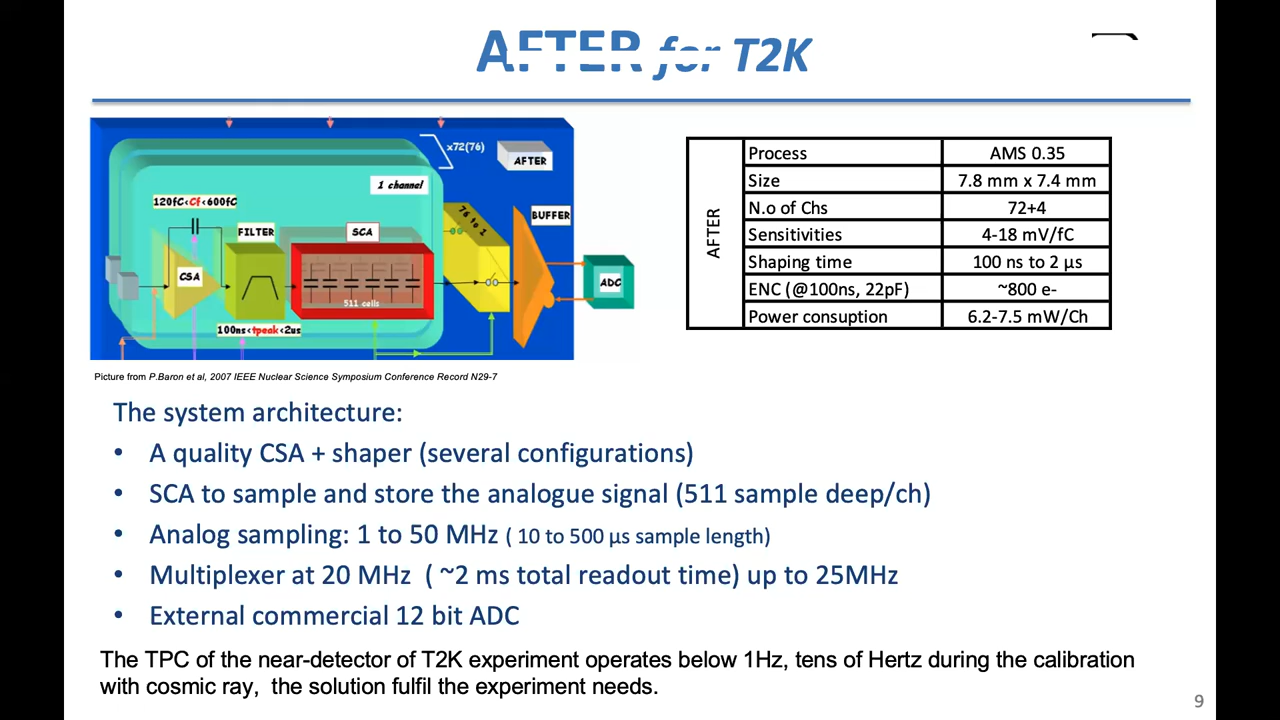 AFTER for T2K
x72(76)
AFTER
1 channel
120fC<Cf<600fC
76 to 1
BUFFER
FILTER
SCA
CSA
ADC
511 cells
100ns<tpeak<2us
AFTER
Process AMS 0.35
Size 7.8 mm x 7.4 mm
N.o of Chs 72+4
Sensitivities 4-18 mV/fC
Shaping time 100 ns to 2 µs
ENC (@100ns, 22pF) ~800 e-
Power consuption 6.2-7.5 mW/Ch
Picture from P.Baron et al, 2007 IEEE Nuclear Science Symposium Conference Record N29-7
The system architecture:
• A quality CSA + shaper (several configurations)
• SCA to sample and store the analogue signal (511 sample deep/ch)
• Analog sampling: 1 to 50 MHz ( 10 to 500 µs sample length)
• Multiplexer at 20 MHz ( ~2 ms total readout time) up to 25MHz
• External commercial 12 bit ADC
The TPC of the near-detector of T2K experiment operates below 1Hz, tens of Hertz during the calibration
with cosmic ray, the solution fulfil the experiment needs.
9